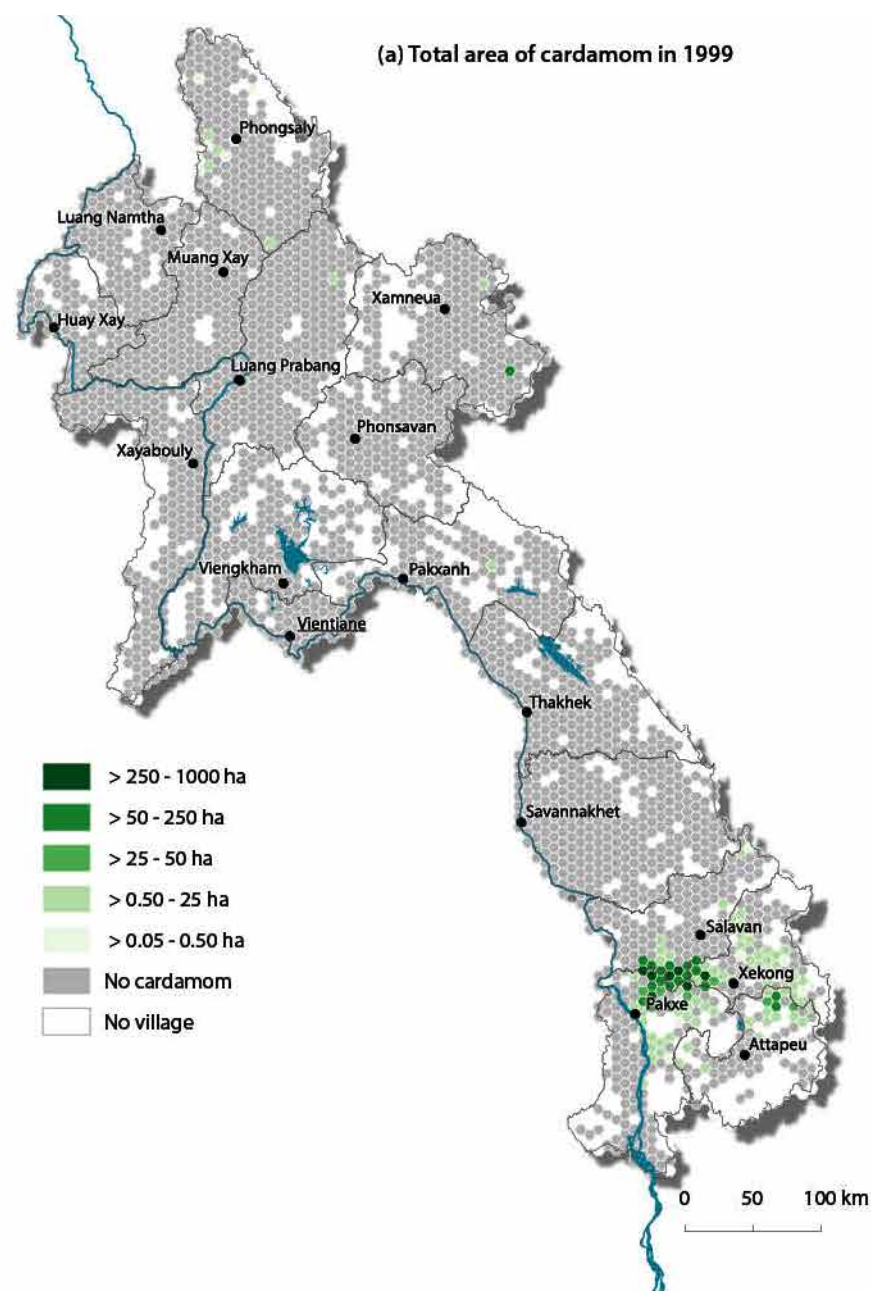 (a) Total area of cardamom in 1999
Phongsaly
Luang Namtha
Muang Xay
Xamneua
Huay Xay
Luang Prabang
Phonsavan
Xayabouly
Viengkham
Pakxanh
Vientiane
Thakhek
> 250 - 1000 ha
> 50 - 250 ha
> 25 - 50 ha
> 0.50 - 25 ha
> 0.05 - 0.50 ha
No cardamom
No village
Savannakhet
Salavan
Xekong
Pakxe
Attapeu
0 50 100 km